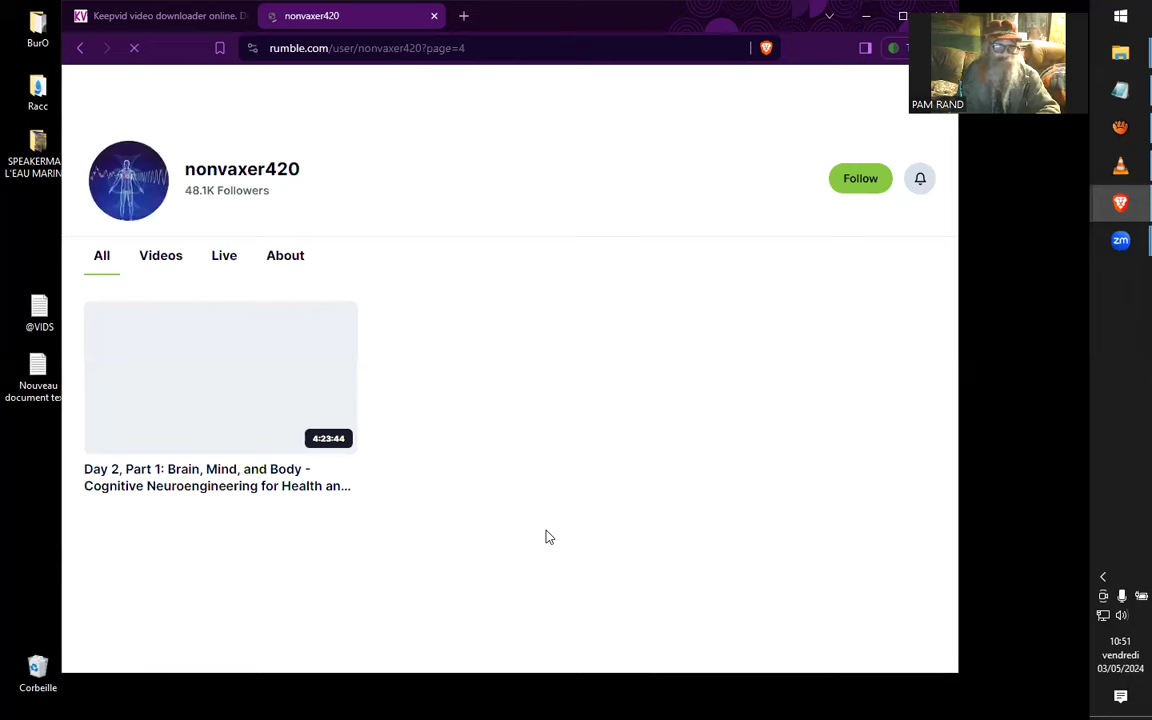 BurO
Racc
SPEAKERMA
L'EAU MARIN
@VIDS
Nouveau
document tex
Corbeille
KV Keepvid video downloader online. D
nonvaxer420
rumble.com/user/nonvaxer420?page=4
PAM RAND
nonvaxer420
48.1K Followers
Follow
All Videos Live About
4:23:44
Day 2, Part 1: Brain, Mind, and Body -
Cognitive Neuroengineering for Health an...
zm
10:51
vendredi
03/05/2024